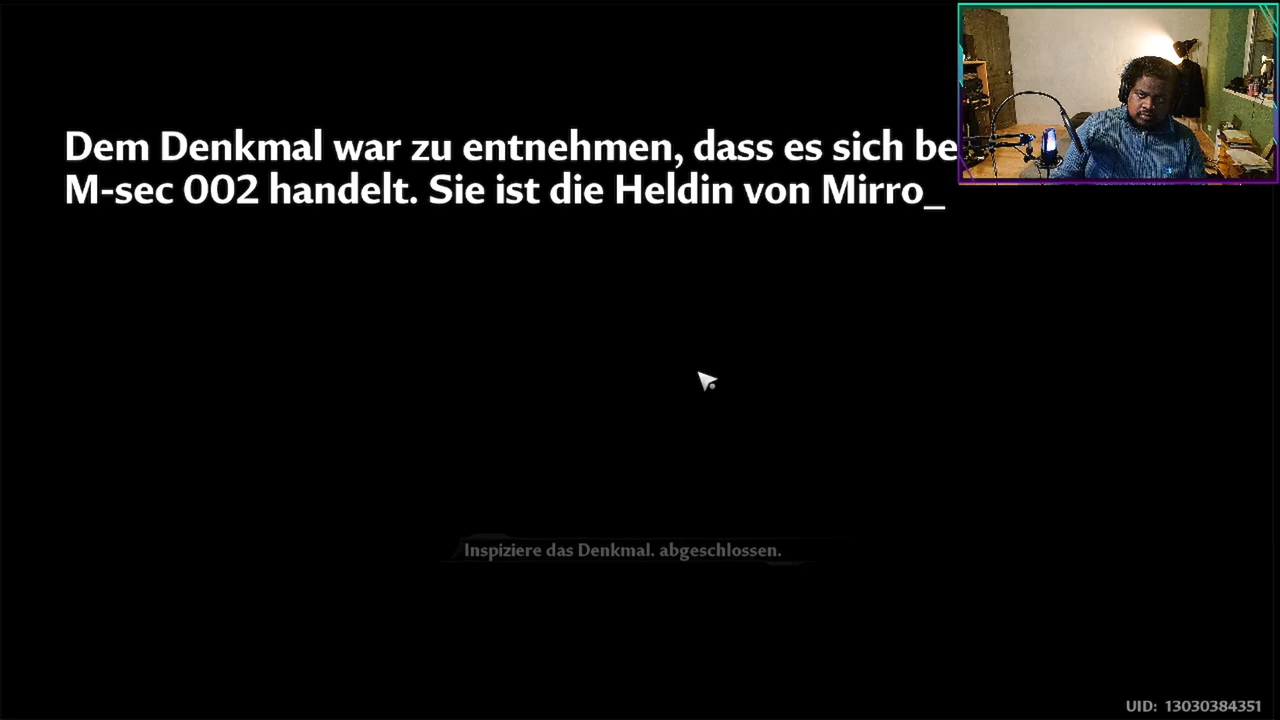 Dem Denkmal war zu entnehmen, dass es sich be
M-sec 002 handelt. Sie ist die Heldin von Mirro_
Inspiziere das Denkmal. abgeschlossen.
UID: 13030384351